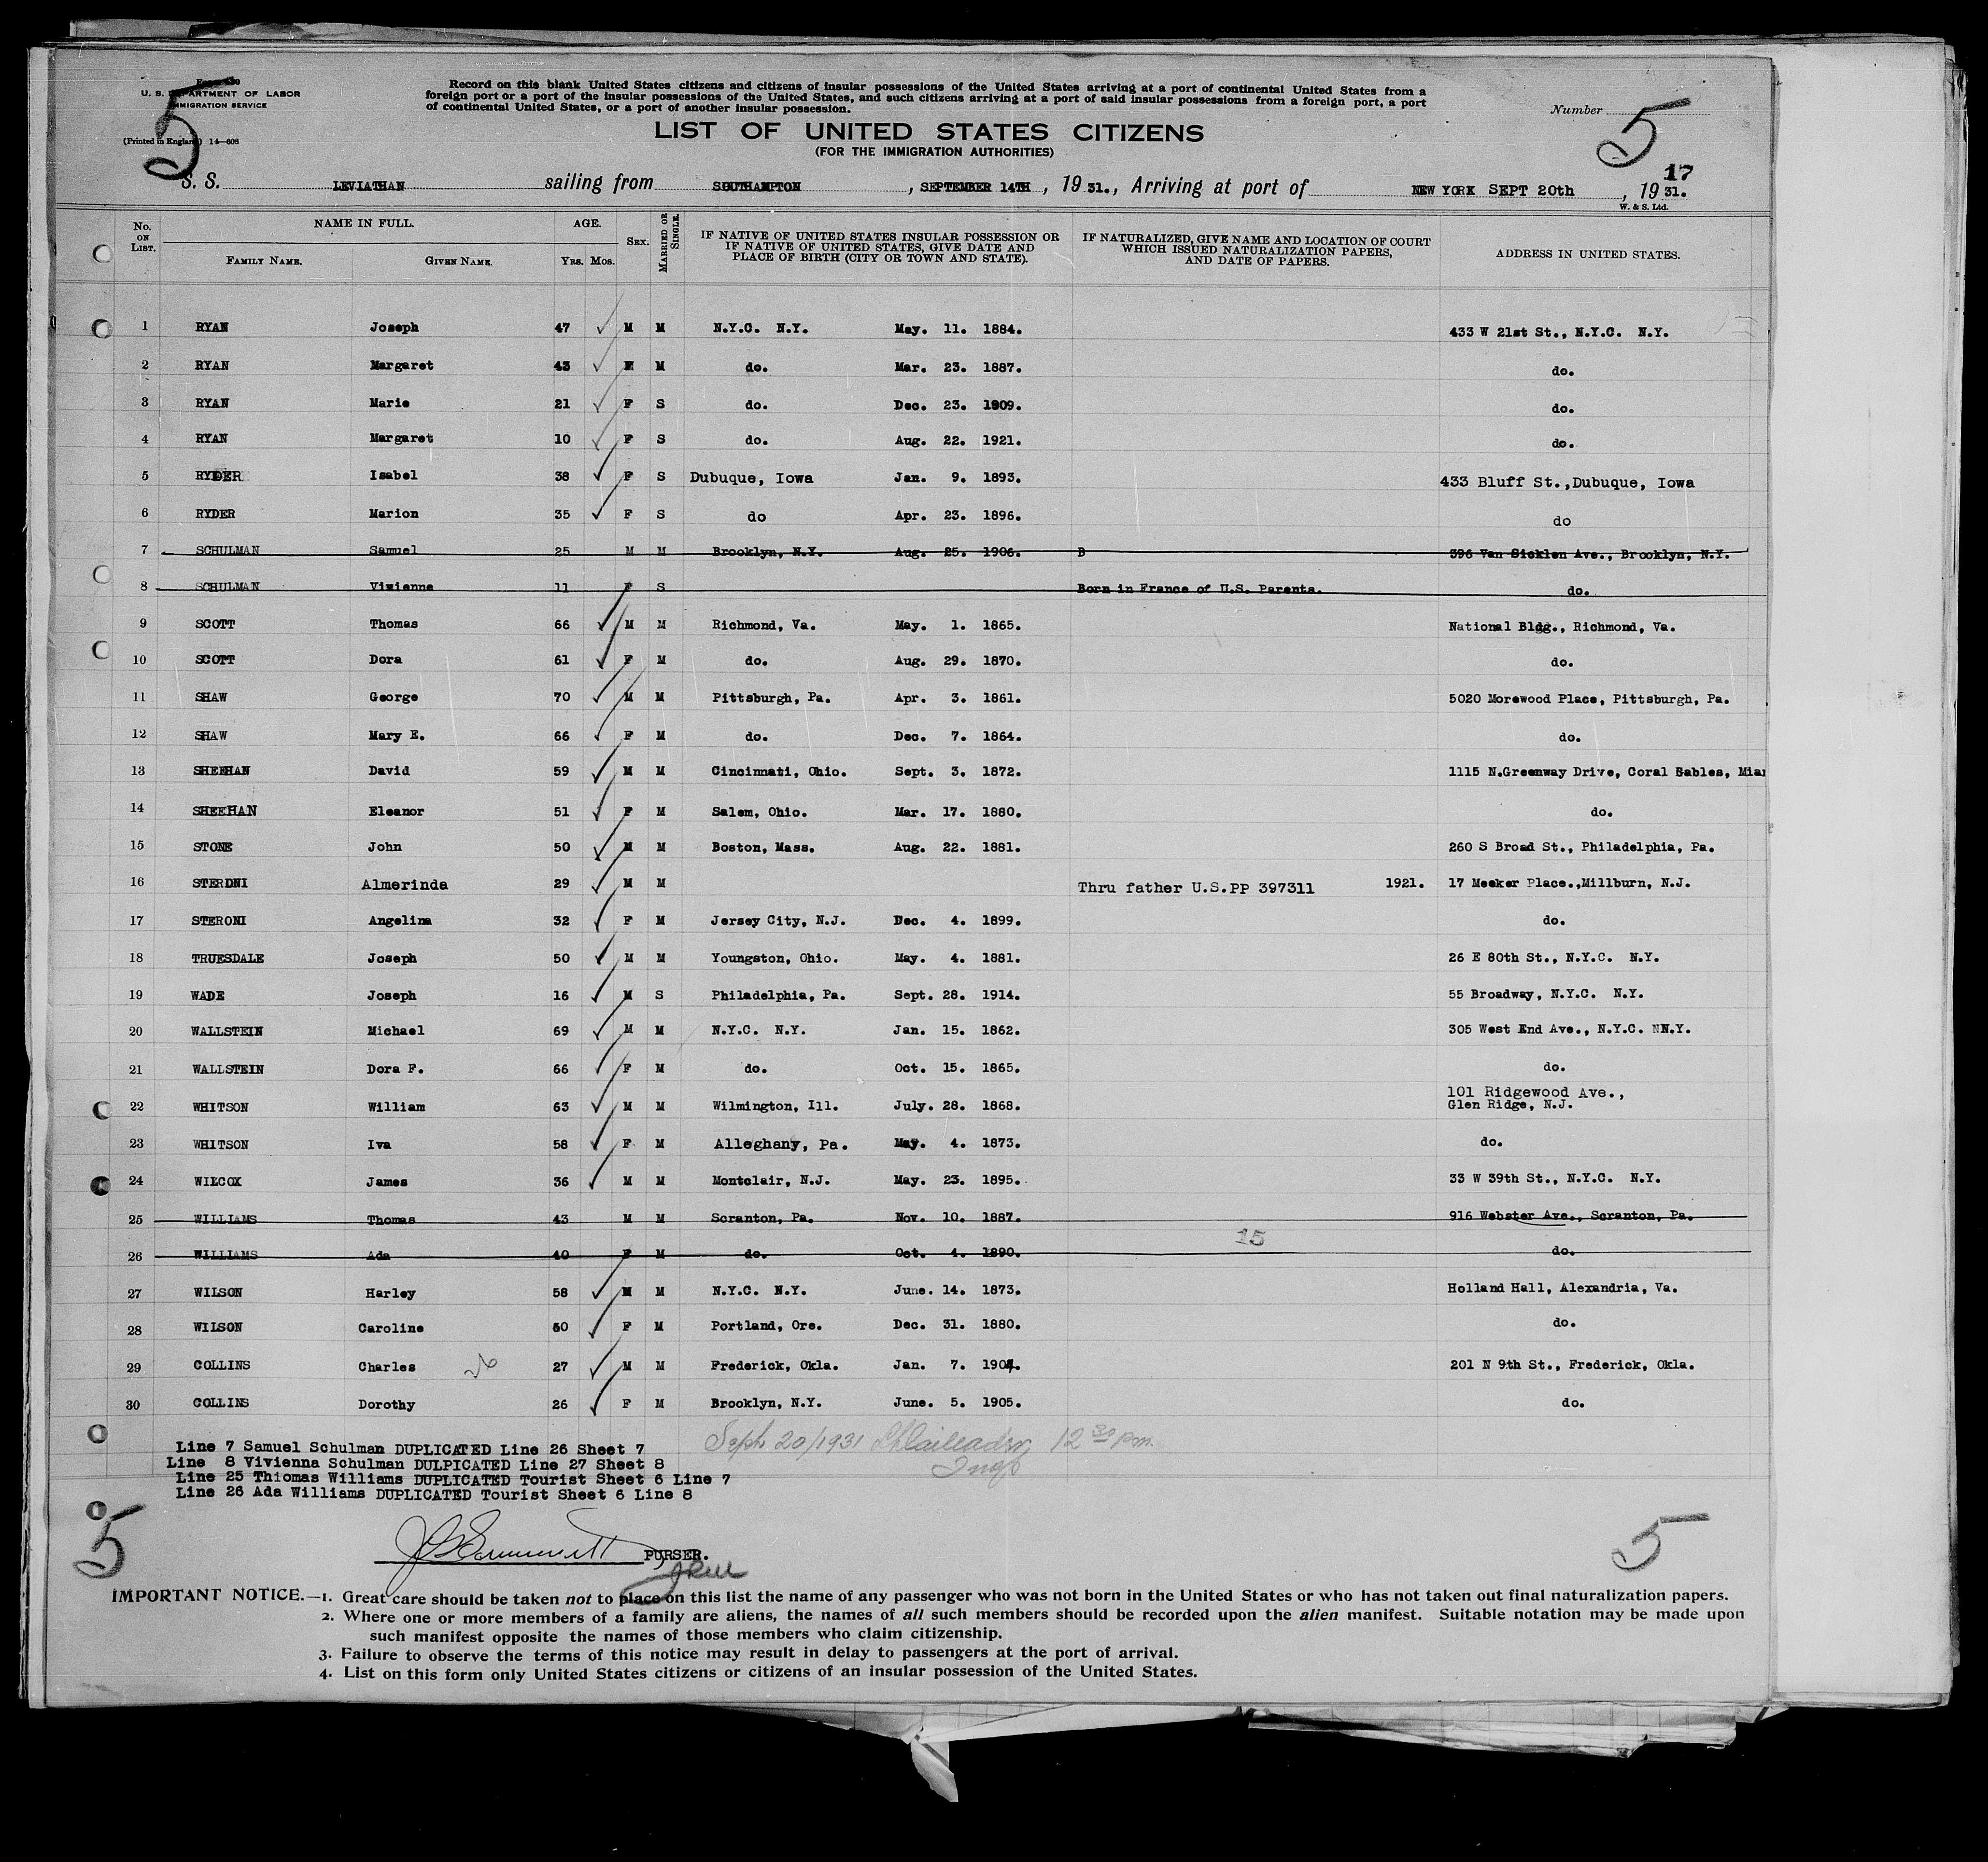 5
U. S. DEPARTMENT OF LABOR
IMMIGRATION SERVICE
(Printed in England) 14—608
Record on this blank United States citizens and citizens of insular possessions of the United States arriving at a port of continental United States from a
foreign port or a port of the insular possessions of the United States, and such citizens arriving at a port of said insular possessions from a foreign port, a port
of continental United States, or a port of another insular possession.
Number 5
LIST OF UNITED STATES CITIZENS
(FOR THE IMMIGRATION AUTHORITIES)
17
S. S. LEVIATHAN sailing from SOUTHAMPTON, SEPTEMBER 14TH, 1931., Arriving at port of NEW YORK SEPT 20th, 1931.
W. & S. Ltd.
No. ON LIST. NAME IN FULL. AGE. SEX. MARRIED OR SINGLE. IF NATIVE OF UNITED STATES INSULAR POSSESSION OR IF NATIVE OF UNITED STATES, GIVE DATE AND PLACE OF BIRTH (CITY OR TOWN AND STATE). IF NATURALIZED, GIVE NAME AND LOCATION OF COURT WHICH ISSUED NATURALIZATION PAPERS, AND DATE OF PAPERS. ADDRESS IN UNITED STATES.
FAMILY NAME. GIVEN NAME. YRS. MOS.
1 RYAN Joseph 47 M M N.Y.C. N.Y. May. 11. 1884. 433 W 21st St., N.Y.C. N.Y.
2 RYAN Margaret 43 F M do. Mar. 23. 1887. do.
3 RYAN Marie 21 F S do. Dec. 23. 1909. do.
4 RYAN Margaret 10 F S do. Aug. 22. 1921. do.
5 RYDER Isabel 38 F S Dubuque, Iowa Jan. 9. 1893. 433 Bluff St.,Dubuque, Iowa
6 RYDER Marion 35 F S do Apr. 23. 1896. do
7 SCHULMAN Samuel 25 M M Brooklyn, N.Y. Aug. 25. 1906. B 396 Van Sicklen Ave., Brooklyn, N.Y.
8 SCHULMAN Vivienne 11 F S Born in France of U.S. Parents. do.
9 SCOTT Thomas 66 M M Richmond, Va. May. 1. 1865. National Bldg., Richmond, Va.
10 SCOTT Dora 61 F M do. Aug. 29. 1870. do.
11 SHAW George 70 M M Pittsburgh, Pa. Apr. 3. 1861. 5020 Morewood Place, Pittsburgh, Pa.
12 SHAW Mary E. 66 F M do. Dec. 7. 1864. do.
13 SHEEHAN David 59 M M Cincinnati, Ohio. Sept. 3. 1872. 1115 N.Greenway Drive, Coral Gables, Miam
14 SHEEHAN Eleanor 51 F M Salem, Ohio. Mar. 17. 1880. do.
15 STONE John 50 M M Boston, Mass. Aug. 22. 1881. 260 S Broad St., Philadelphia, Pa.
16 STERONI Almerinda 29 M M Thru father U.S.PP 397311 1921. 17 Meeker Place.,Millburn, N.J.
17 STERONI Angelina 32 F M Jersey City, N.J. Dec. 4. 1899. do.
18 TRUESDALE Joseph 50 M M Youngston, Ohio. May. 4. 1881. 26 E 80th St., N.Y.C. N.Y.
19 WADE Joseph 16 M S Philadelphia, Pa. Sept. 28. 1914. 55 Broadway, N.Y.C. N.Y.
20 WALLSTEIN Michael 69 M M N.Y.C. N.Y. Jan. 15. 1862. 305 West End Ave., N.Y.C. NN.Y.
21 WALLSTEIN Dora F. 66 F M do. Oct. 15. 1865. do.
22 WHITSON William 63 M M Wilmington, Ill. July. 28. 1868. 101 Ridgewood Ave., Glen Ridge, N.J.
23 WHITSON Iva 58 F M Alleghany, Pa. May. 4. 1873. do.
24 WILCOX James 36 M M Montclair, N.J. May. 23. 1895. 33 W 39th St., N.Y.C. N.Y.
25 WILLIAMS Thomas 43 M M Scranton, Pa. Nov. 10. 1887. 916 Webster Ave., Scranton, Pa.
15
26 WILLIAMS Ada 40 F M do. Oct. 4. 1890. do.
27 WILSON Harley 58 M M N.Y.C. N.Y. June. 14. 1873. Holland Hall, Alexandria, Va.
28 WILSON Caroline 50 F M Portland, Ore. Dec. 31. 1880. do.
29 COLLINS Charles 26 27 M M Frederick, Okla. Jan. 7. 1904. 201 N 9th St., Frederick, Okla.
30 COLLINS Dorothy 26 F M Brooklyn, N.Y. June. 5. 1905. do.
Sept 20/1931 12 30 pm.
Insp
Line 7 Samuel Schulman DUPLICATED Line 26 Sheet 7
Line 8 Vivienna Schulman DULPICATED Line 27 Sheet 8
Line 25 Thiomas Williams DUPLICATED Tourist Sheet 6 Line 7
Line 26 Ada Williams DUPLICATED Tourist Sheet 6 Line 8
PURSER.
5
5
IMPORTANT NOTICE.—1. Great care should be taken not to place on this list the name of any passenger who was not born in the United States or who has not taken out final naturalization papers.
2. Where one or more members of a family are aliens, the names of all such members should be recorded upon the alien manifest. Suitable notation may be made upon
such manifest opposite the names of those members who claim citizenship.
3. Failure to observe the terms of this notice may result in delay to passengers at the port of arrival.
4. List on this form only United States citizens or citizens of an insular possession of the United States.